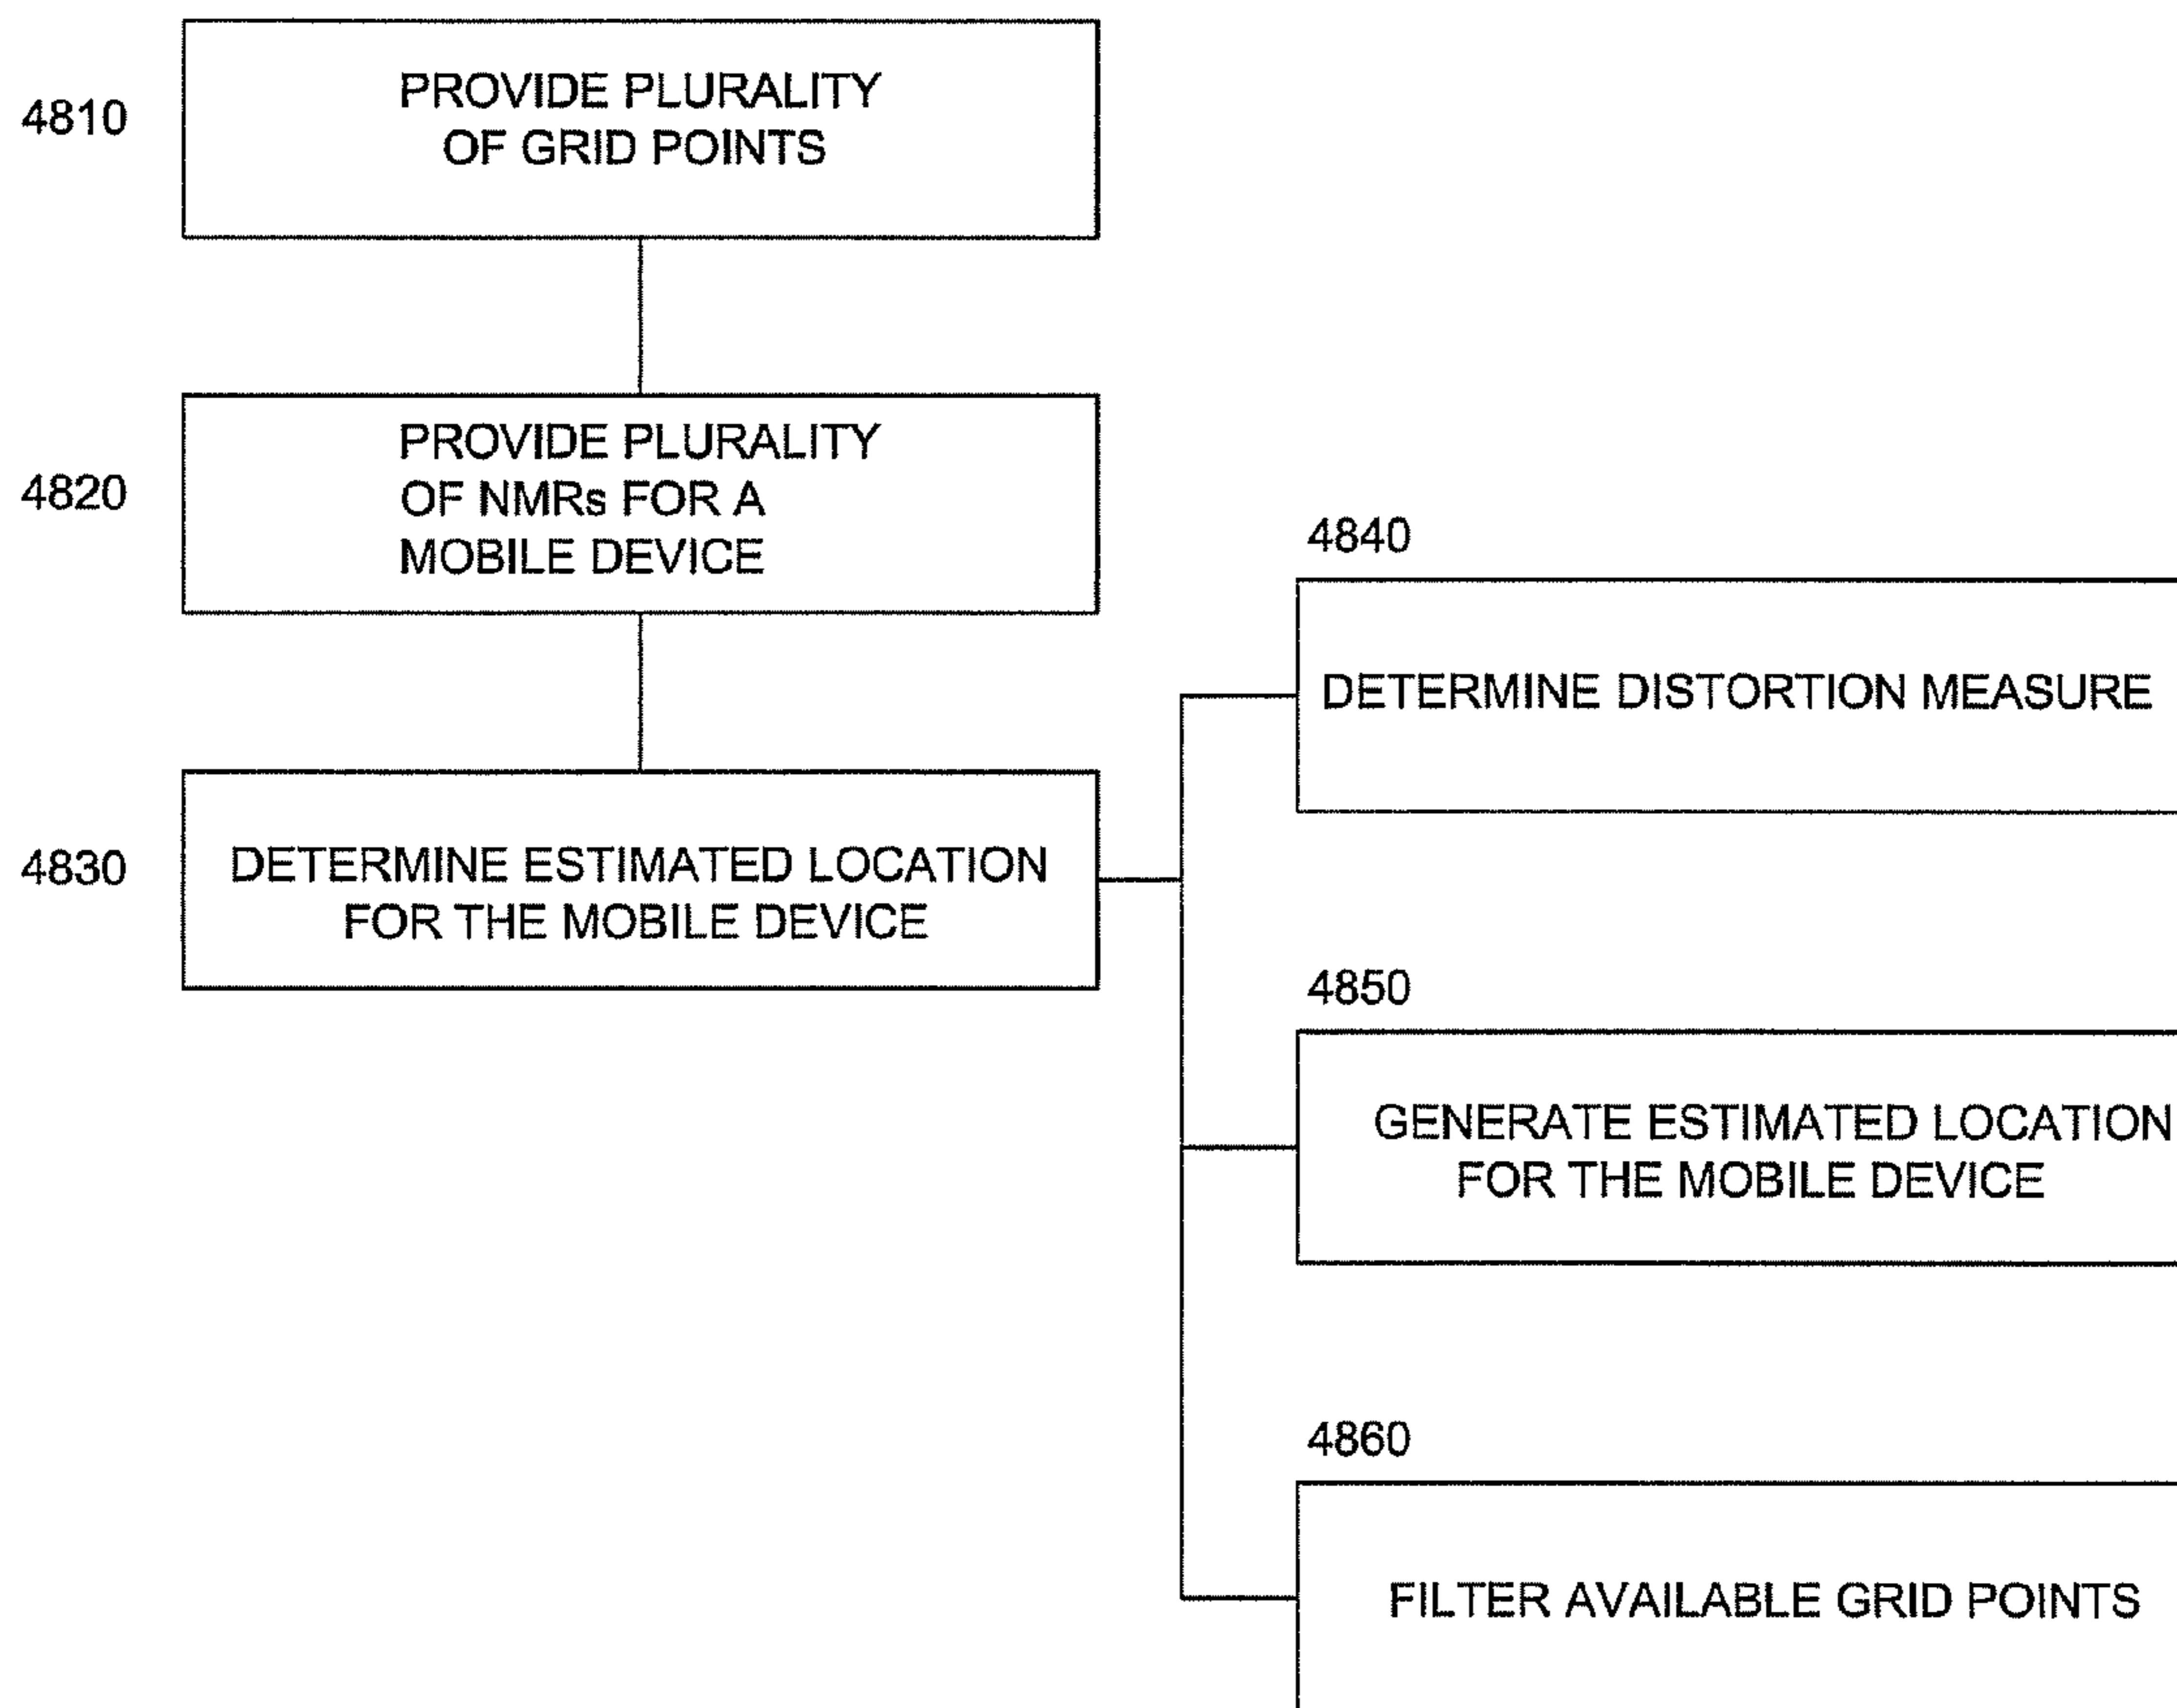 4810
PROVIDE PLURALITY
OF GRID POINTS
4820
PROVIDE PLURALITY
OF NMRs FOR A
MOBILE DEVICE
4830
DETERMINE ESTIMATED LOCATION
FOR THE MOBILE DEVICE
4840
DETERMINE DISTORTION MEASURE
4850
GENERATE ESTIMATED LOCATION
FOR THE MOBILE DEVICE
4860
FILTER AVAILABLE GRID POINTS